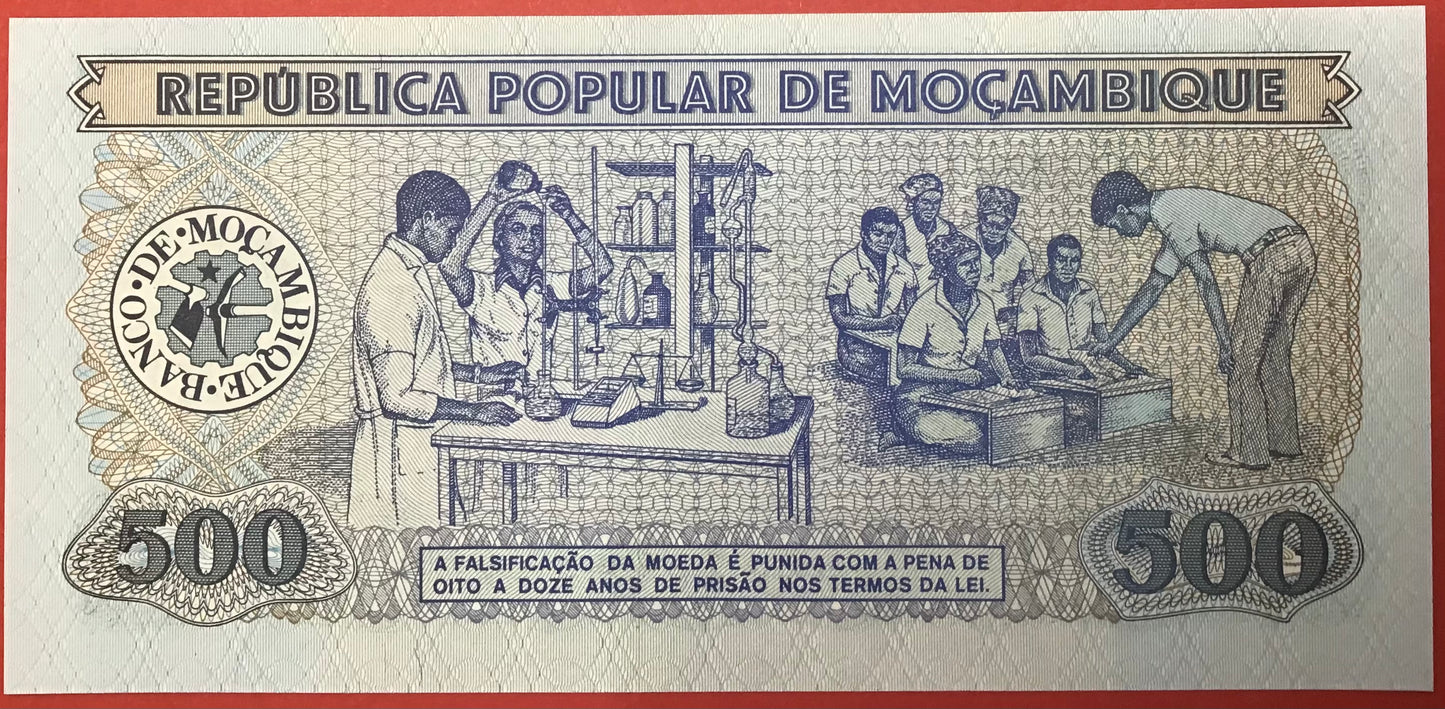 REPÚBLICA POPULAR DE MOÇAMBIQUE
BANCO·DE·MOÇAMBIQUE·
500
500
A FALSIFICAÇÃO DA MOEDA É PUNIDA COM A PENA DE
OITO A DOZE ANOS DE PRISÃO NOS TERMOS DA LEI.